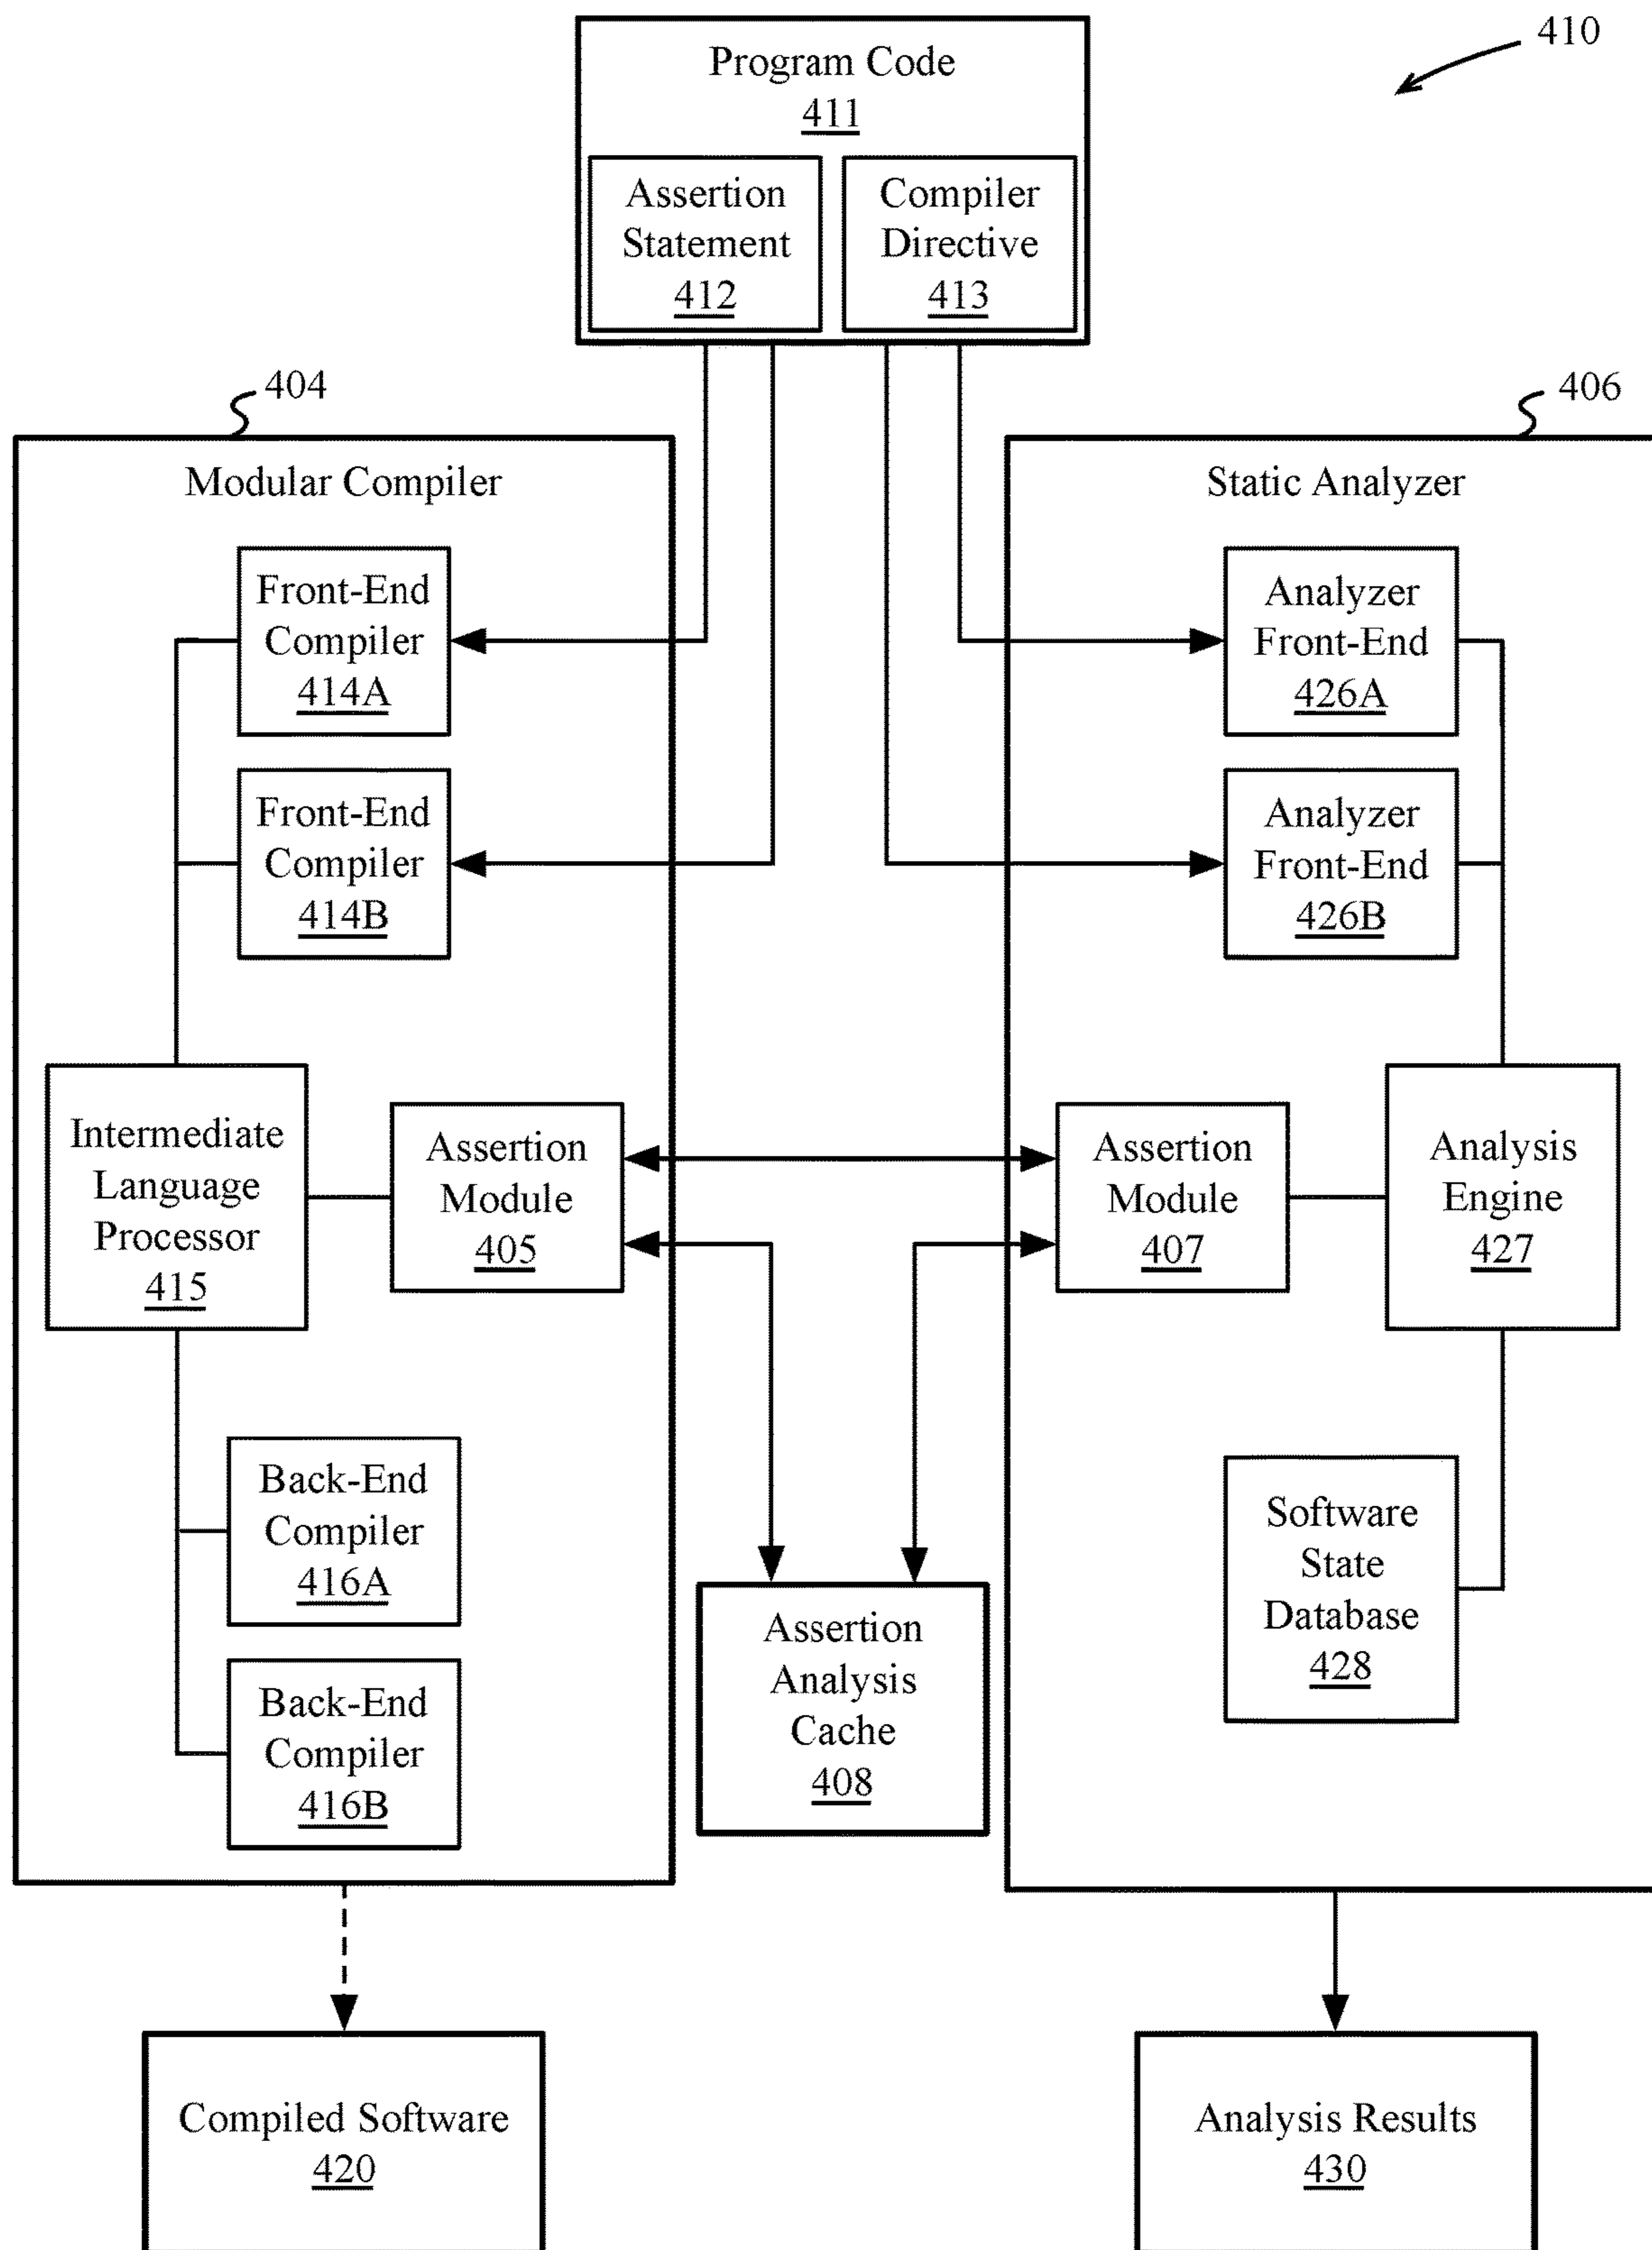 410
Program Code
411
Assertion
Statement
412
Compiler
Directive
413
404
406
Modular Compiler
Static Analyzer
Front-End
Compiler
414A
Analyzer
Front-End
426A
Front-End
Compiler
414B
Analyzer
Front-End
426B
Intermediate
Language
Processor
415
Assertion
Module
405
Assertion
Module
407
Analysis
Engine
427
Back-End
Compiler
416A
Back-End
Compiler
416B
Assertion
Analysis
Cache
408
Software
State
Database
428
Compiled Software
420
Analysis Results
430